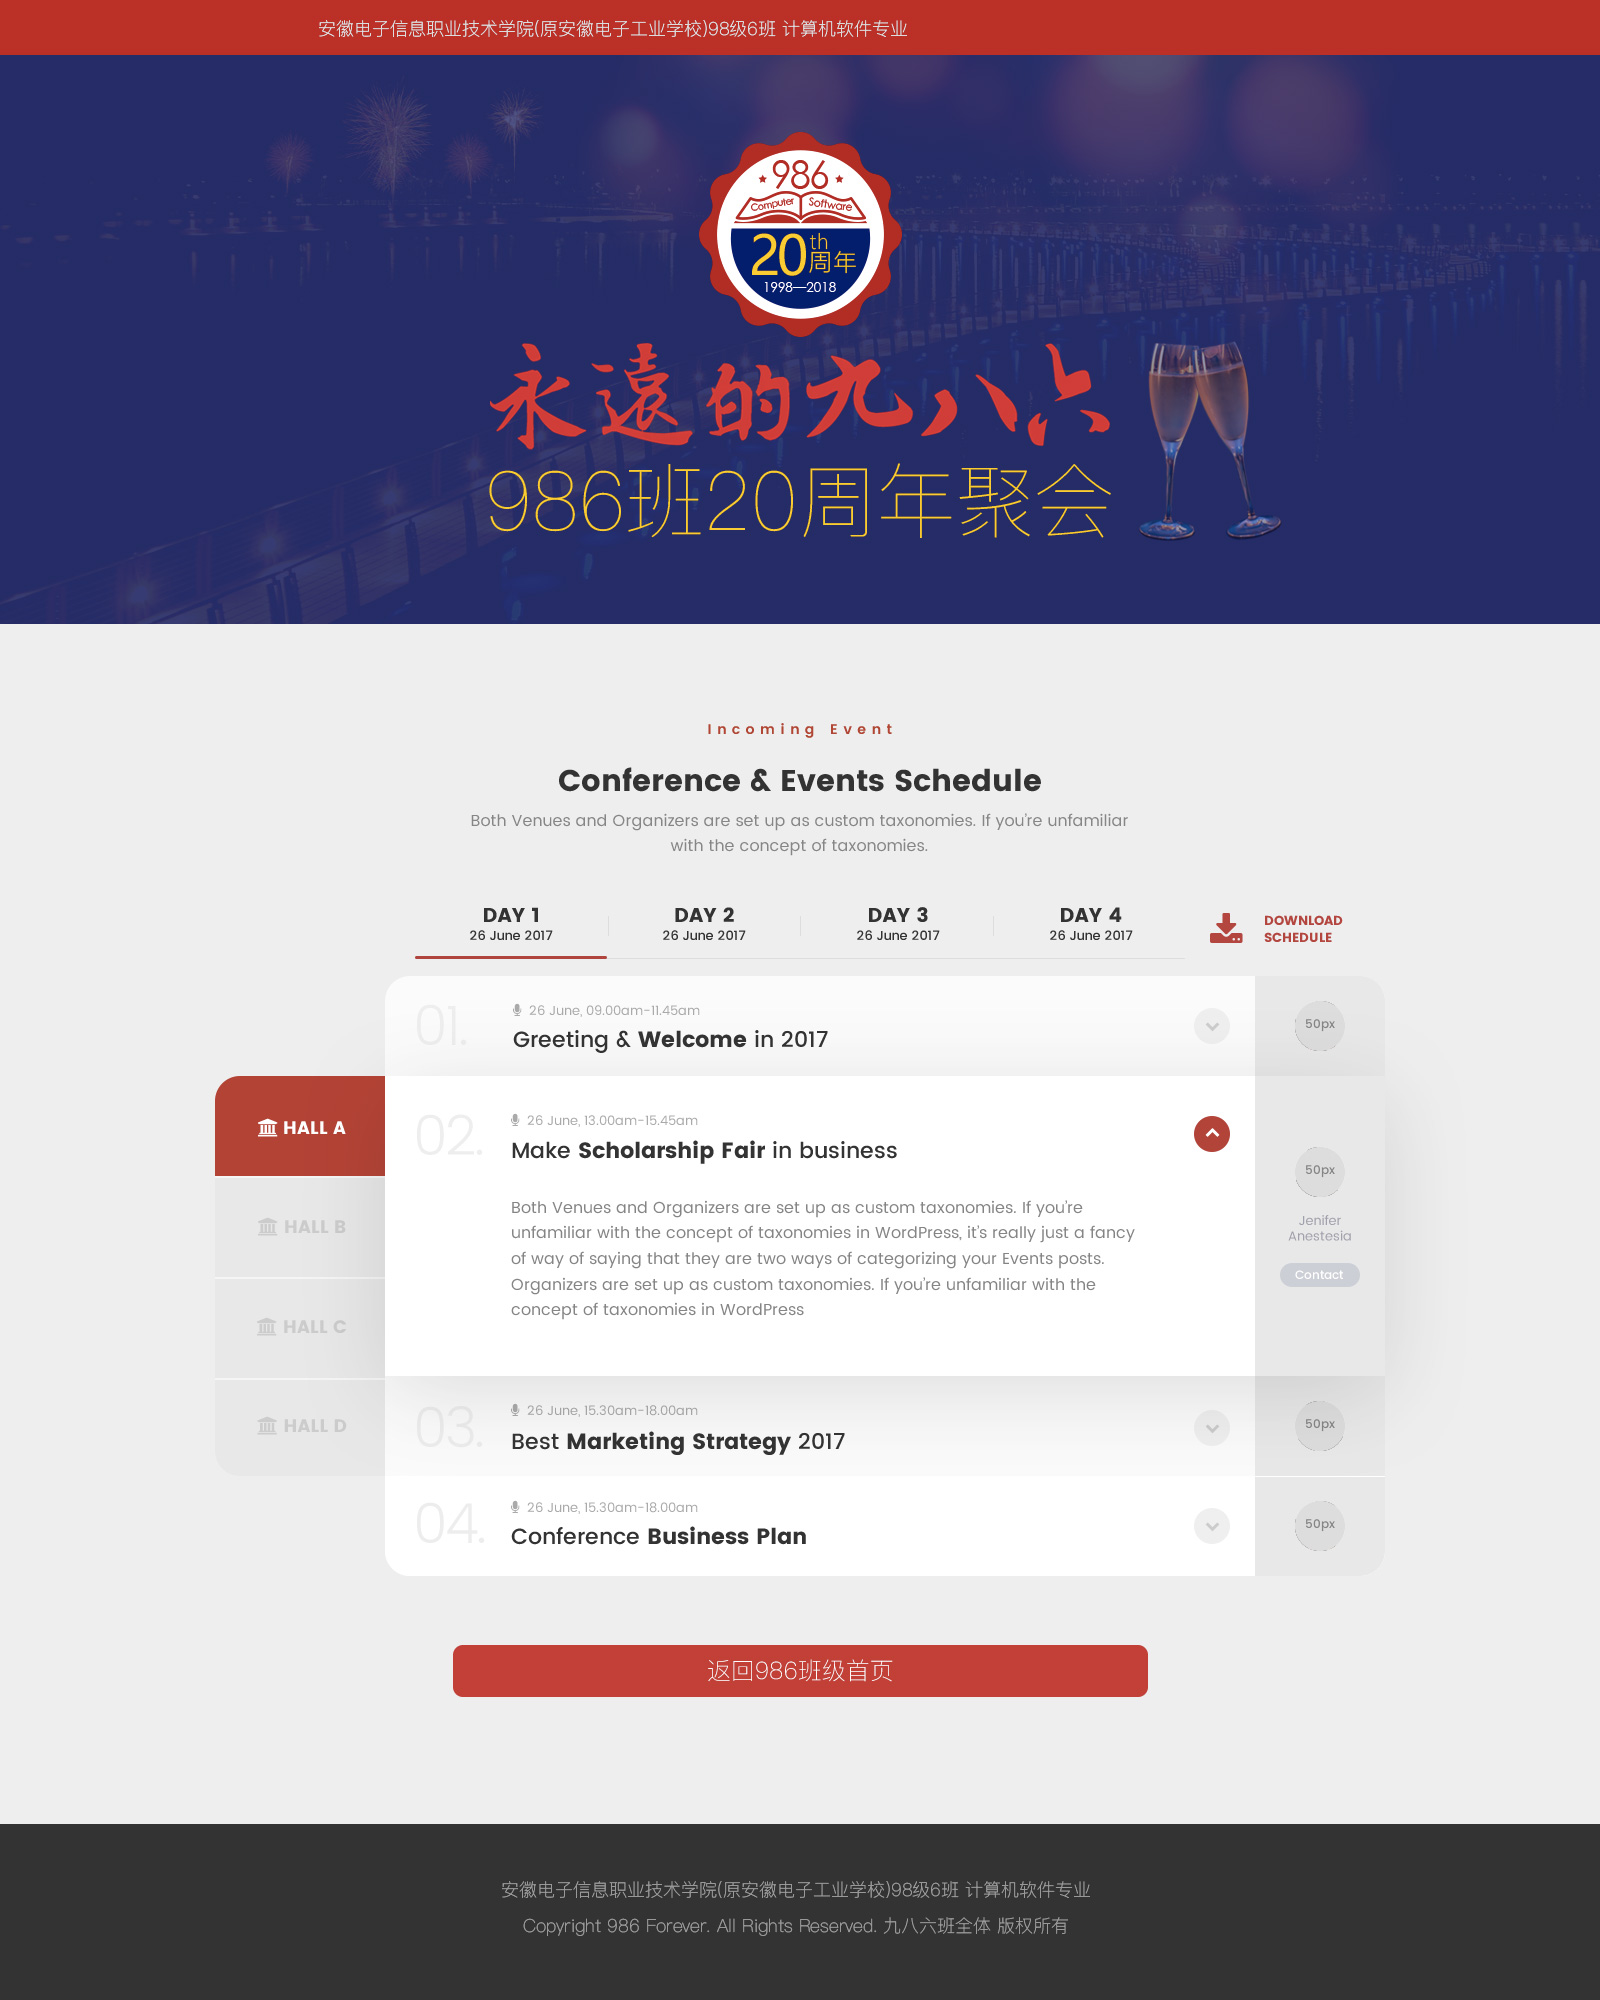 安徽电子信息职业技术学院(原安徽电子工业学校)98级6班 计算机软件专业
986
Computer Software
20th周年
1998—2018
永遠的九八六
986班20周年聚会
Incoming Event
Conference & Events Schedule
Both Venues and Organizers are set up as custom taxonomies. If you're unfamiliar
with the concept of taxonomies.
DAY 1
26 June 2017
DAY 2
26 June 2017
DAY 3
26 June 2017
DAY 4
26 June 2017
DOWNLOAD
SCHEDULE
01.
26 June, 09.00am-11.45am
Greeting & Welcome in 2017
50px
HALL A
HALL B
HALL C
HALL D
02.
26 June, 13.00am-15.45am
Make Scholarship Fair in business
Both Venues and Organizers are set up as custom taxonomies. If you're
unfamiliar with the concept of taxonomies in WordPress, it's really just a fancy
of way of saying that they are two ways of categorizing your Events posts.
Organizers are set up as custom taxonomies. If you're unfamiliar with the
concept of taxonomies in WordPress
50px
Jenifer
Anestesia
Contact
03.
26 June, 15.30am-18.00am
Best Marketing Strategy 2017
50px
04.
26 June, 15.30am-18.00am
Conference Business Plan
50px
返回986班级首页
安徽电子信息职业技术学院(原安徽电子工业学校)98级6班 计算机软件专业
Copyright 986 Forever. All Rights Reserved. 九八六班全体 版权所有